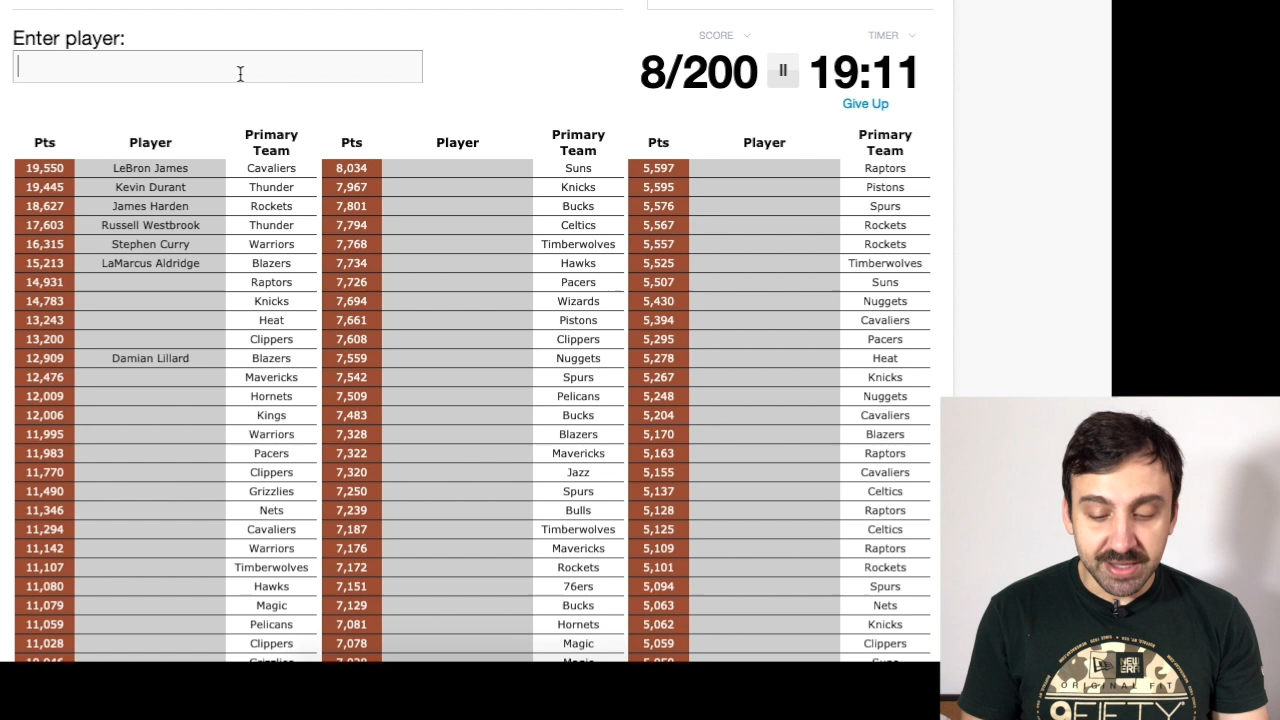 Enter player:
SCORE TIMER
8/200 19:11
Give Up
Pts Player Primary Team Pts Player Primary Team Pts Player Primary Team
19,550 LeBron James Cavaliers 8,034 Suns 5,597 Raptors
19,445 Kevin Durant Thunder 7,967 Knicks 5,595 Pistons
18,627 James Harden Rockets 7,801 Bucks 5,576 Spurs
17,603 Russell Westbrook Thunder 7,794 Celtics 5,567 Rockets
16,315 Stephen Curry Warriors 7,768 Timberwolves 5,557 Rockets
15,213 LaMarcus Aldridge Blazers 7,734 Hawks 5,525 Timberwolves
14,931 Raptors 7,726 Pacers 5,507 Suns
14,783 Knicks 7,694 Wizards 5,430 Nuggets
13,243 Heat 7,661 Pistons 5,394 Cavaliers
13,200 Clippers 7,608 Clippers 5,295 Pacers
12,909 Damian Lillard Blazers 7,559 Nuggets 5,278 Heat
12,476 Mavericks 7,542 Spurs 5,267 Knicks
12,009 Hornets 7,509 Pelicans 5,248 Nuggets
12,006 Kings 7,483 Bucks 5,204 Cavaliers
11,995 Warriors 7,328 Blazers 5,170 Blazers
11,983 Pacers 7,322 Mavericks 5,163 Raptors
11,770 Clippers 7,320 Jazz 5,155 Cavaliers
11,490 Grizzlies 7,250 Spurs 5,137 Celtics
11,346 Nets 7,239 Bulls 5,128 Raptors
11,294 Cavaliers 7,187 Timberwolves 5,125 Celtics
11,142 Warriors 7,176 Mavericks 5,109 Raptors
11,107 Timberwolves 7,172 Rockets 5,101 Rockets
11,080 Hawks 7,151 76ers 5,094 Spurs
11,079 Magic 7,129 Bucks 5,063 Nets
11,059 Pelicans 7,081 Hornets 5,062 Knicks
11,028 Clippers 7,078 Magic 5,059 Clippers
NEW ERA
ORIGINAL FIT
9FIFTY